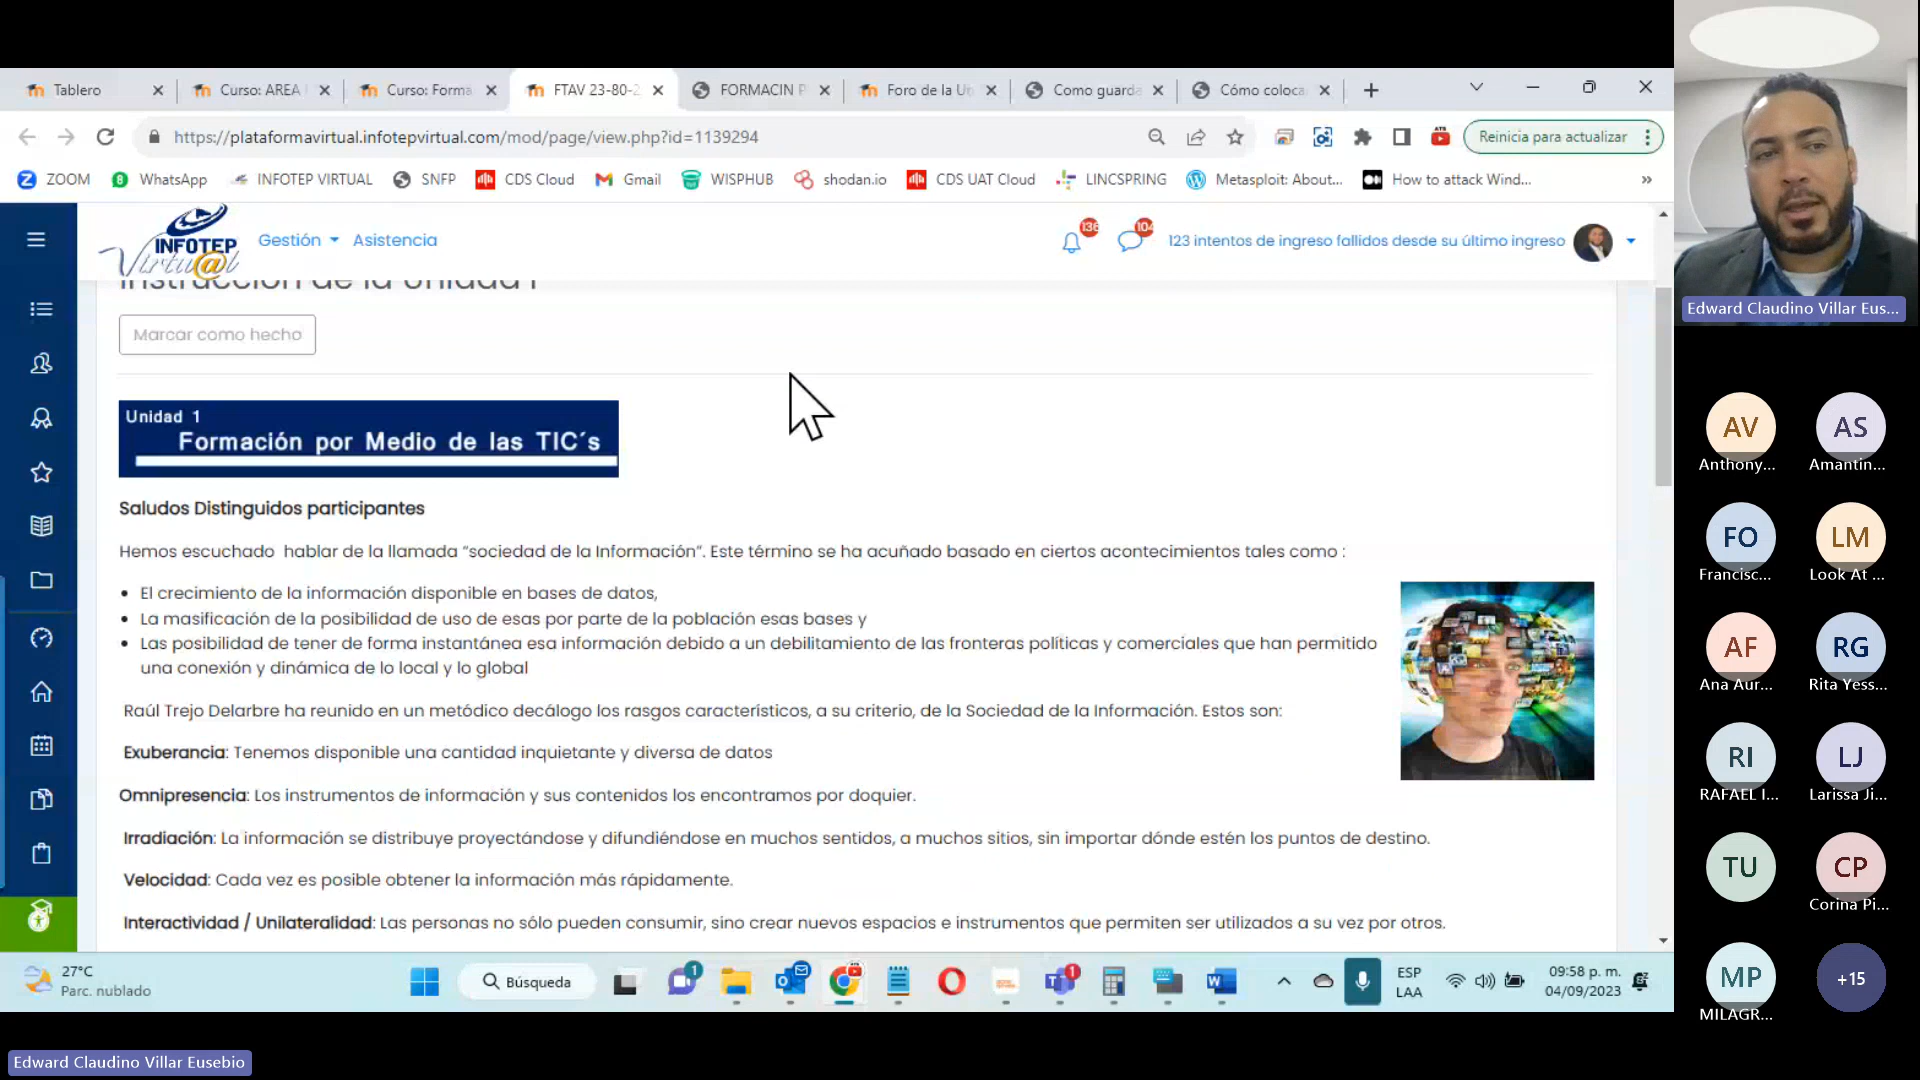 Tablero
Curso: AREA
Curso: Forma
FTAV 23-80-2
FORMACIN P
Foro de la Un
Como guarda
Cómo coloca
https://plataformavirtual.infotepvirtual.com/mod/page/view.php?id=1139294
ATS
Reinicia para actualizar
ZOOM
8
WhatsApp
INFOTEP VIRTUAL
SNFP
CDS Cloud
Gmail
WISPHUB
shodan.io
CDS UAT Cloud
LINCSPRING
Metasploit: About...
How to attack Wind...
»
INFOTEP
Virtu@l
Gestión
Asistencia
136
104
123 intentos de ingreso fallidos desde su último ingreso
Instrucción de la Unidad I
Marcar como hecho
Unidad 1
Formación por Medio de las TIC´s
Saludos Distinguidos participantes
Hemos escuchado hablar de la llamada “sociedad de la Información”. Este término se ha acuñado basado en ciertos acontecimientos tales como :
• El crecimiento de la información disponible en bases de datos,
• La masificación de la posibilidad de uso de esas por parte de la población esas bases y
• Las posibilidad de tener de forma instantánea esa información debido a un debilitamiento de las fronteras políticas y comerciales que han permitido
una conexión y dinámica de lo local y lo global
Raúl Trejo Delarbre ha reunido en un metódico decálogo los rasgos característicos, a su criterio, de la Sociedad de la Información. Estos son:
Exuberancia: Tenemos disponible una cantidad inquietante y diversa de datos
Omnipresencia: Los instrumentos de información y sus contenidos los encontramos por doquier.
Irradiación: La información se distribuye proyectándose y difundiéndose en muchos sentidos, a muchos sitios, sin importar dónde estén los puntos de destino.
Velocidad: Cada vez es posible obtener la información más rápidamente.
Interactividad / Unilateralidad: Las personas no sólo pueden consumir, sino crear nuevos espacios e instrumentos que permiten ser utilizados a su vez por otros.
27°C
Parc. nublado
Búsqueda
1
1
ESP
LAA
09:58 p. m.
04/09/2023
Edward Claudino Villar Eusebio
Edward Claudino Villar Eus...
AV
Anthony...
AS
Amantin...
FO
Francisc...
LM
Look At ...
AF
Ana Aur...
RG
Rita Yess...
RI
RAFAEL I...
LJ
Larissa Ji...
TU
CP
Corina Pi...
MP
MILAGR...
+15